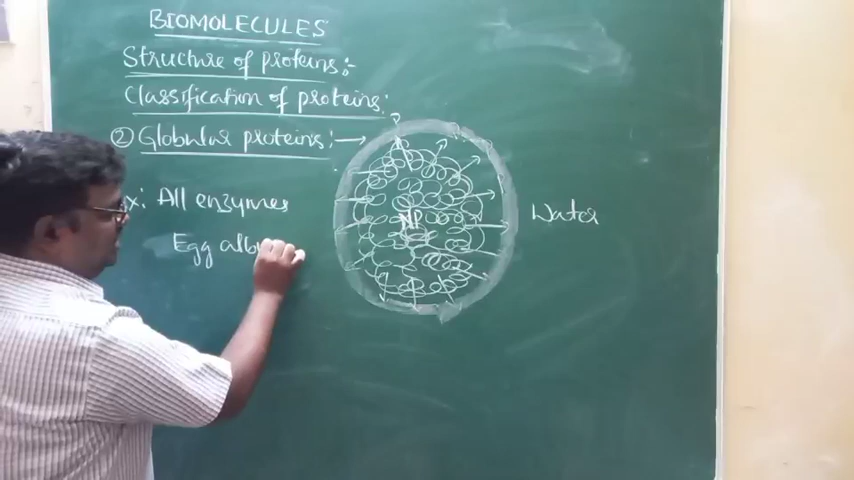 BIOMOLECULES
Structure of proteins:-
Classification of proteins:
② Globular proteins:→
Ex: All enzymes
Egg alb
P
NP
Water